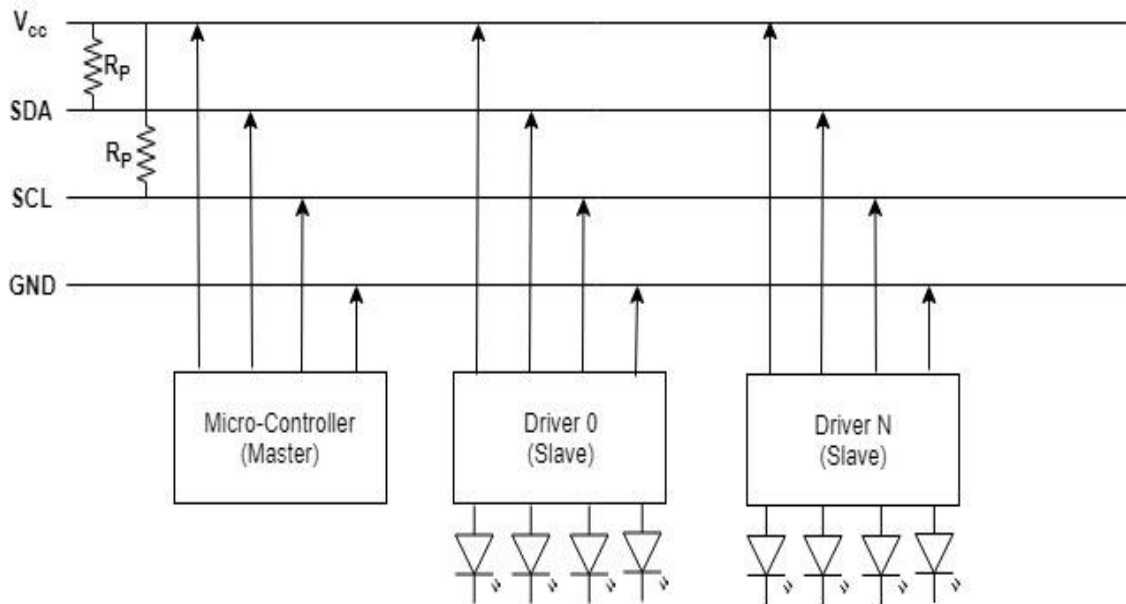 Vcc
RP
SDA
RP
SCL
GND
Micro-Controller
(Master)
Driver 0
(Slave)
Driver N
(Slave)